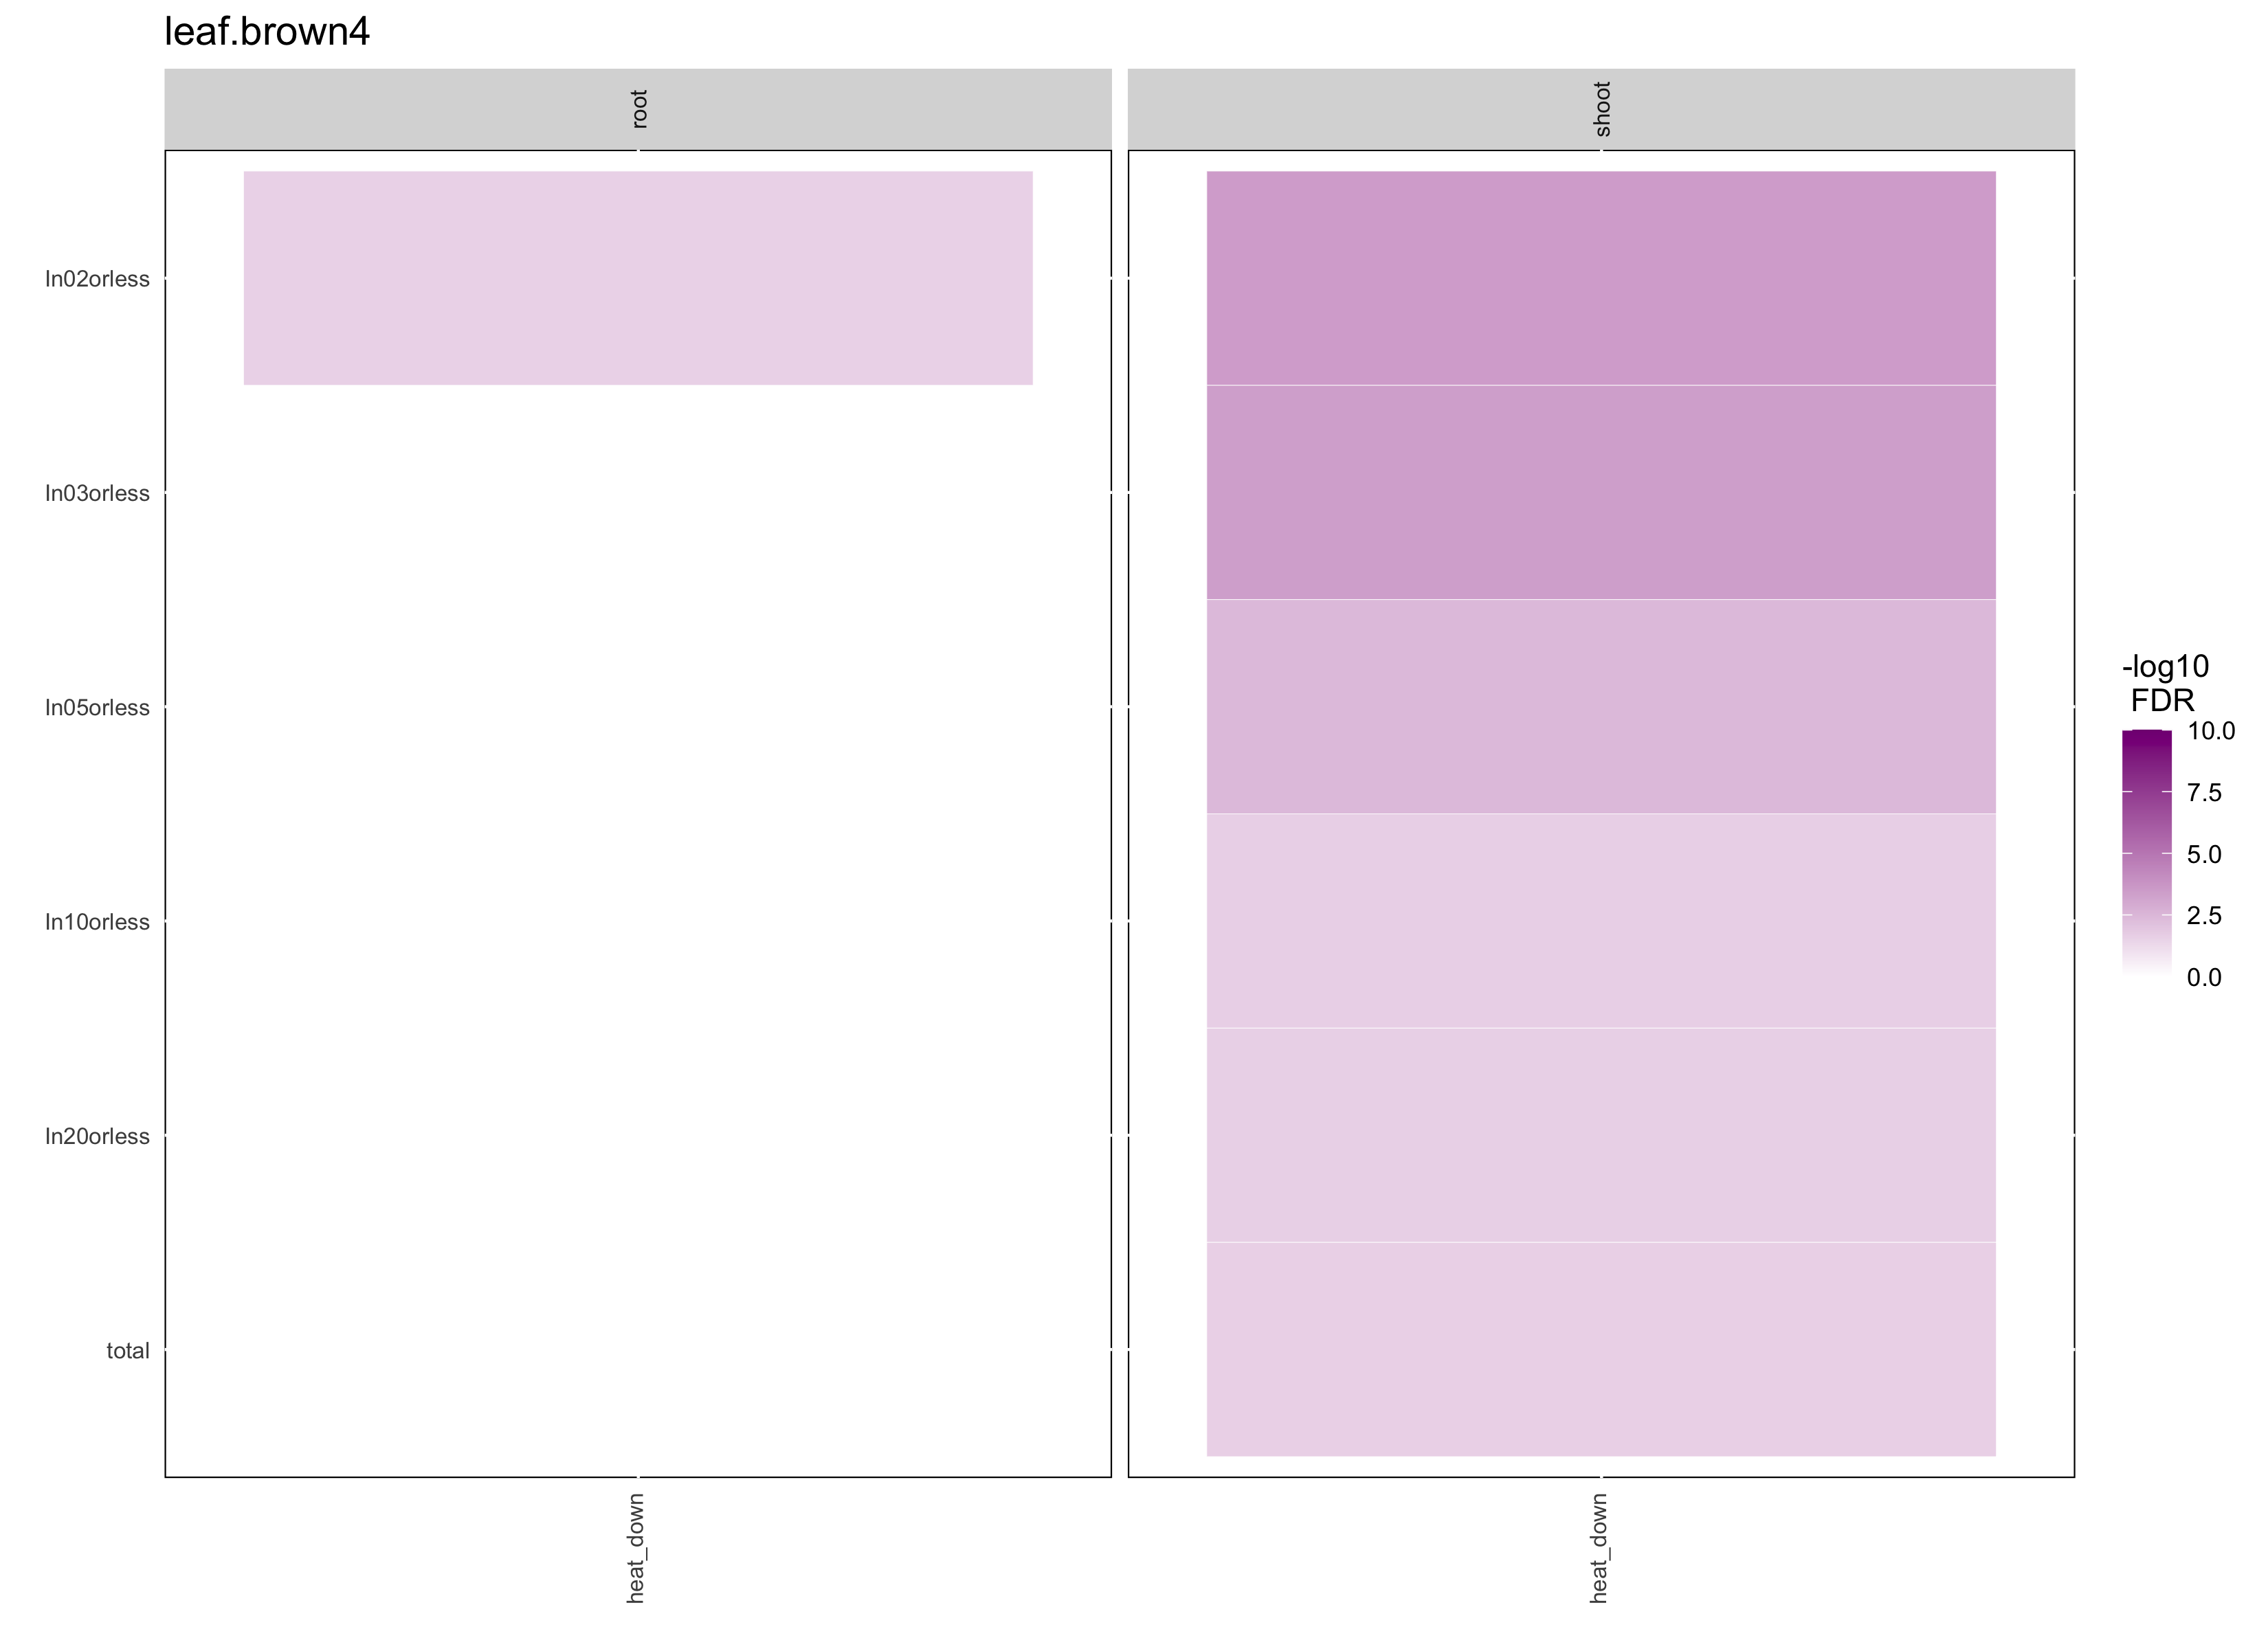 leaf.brown4
root
shoot
In02orless
In03orless
In05orless
In10orless
In20orless
total
heat_down
heat_down
-log10
FDR
10.0
7.5
5.0
2.5
0.0